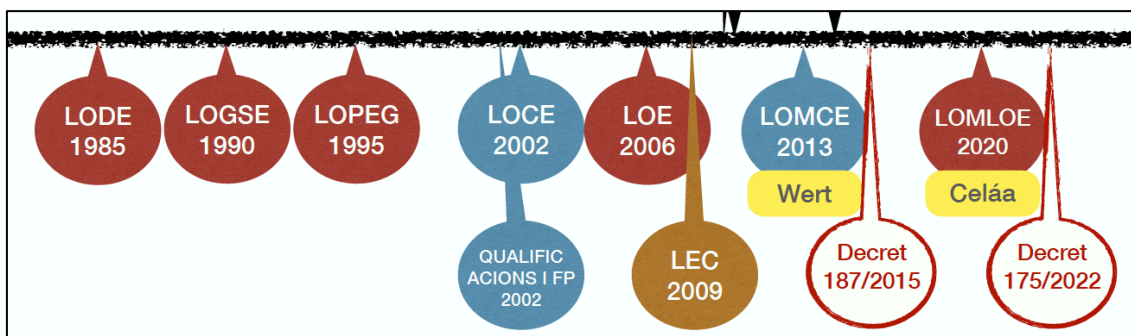 LODE
1985
LOGSE
1990
LOPEG
1995
LOCE
2002
LOE
2006
LOMCE
2013
LOMLOE
2020
Wert
Celáa
QUALIFIC
ACIONS I FP
2002
LEC
2009
Decret
187/2015
Decret
175/2022